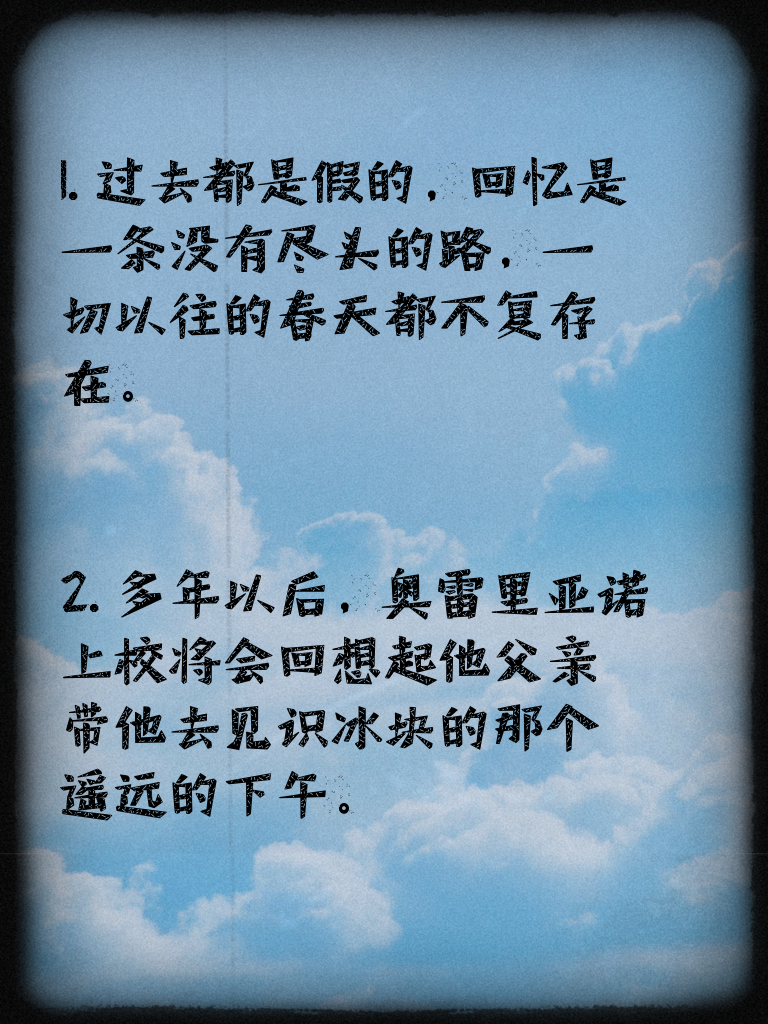 1. 过去都是假的，回忆是
一条没有尽头的路，一
切以往的春天都不复存
在。
2. 多年以后，奥雷里亚诺
上校将会回想起他父亲
带他去见识冰块的那个
遥远的下午。